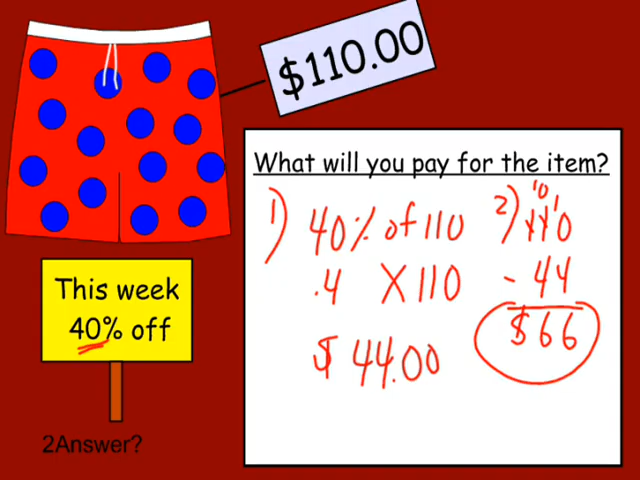 $110.00
What will you pay for the item?
1) 40% of 110
.4 X 110
$ 44.00
2) 110
- 44
$66
This week
40% off
2Answer?